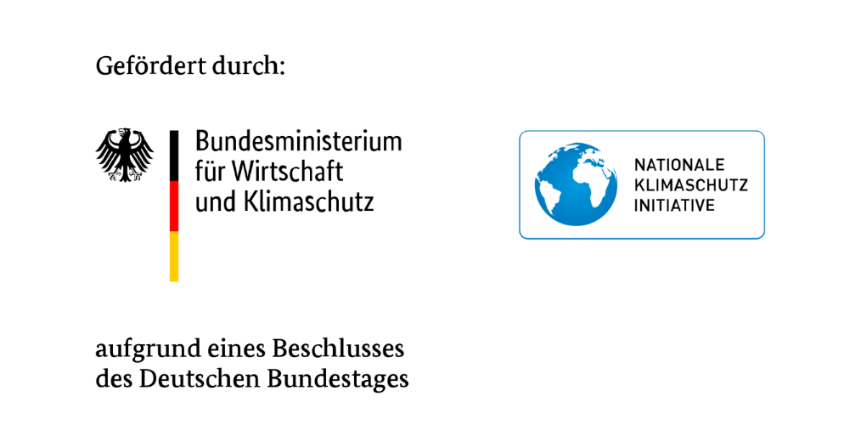 Gefördert durch:
Bundesministerium
für Wirtschaft
und Klimaschutz
NATIONALE
KLIMASCHUTZ
INITIATIVE
aufgrund eines Beschlusses
des Deutschen Bundestages